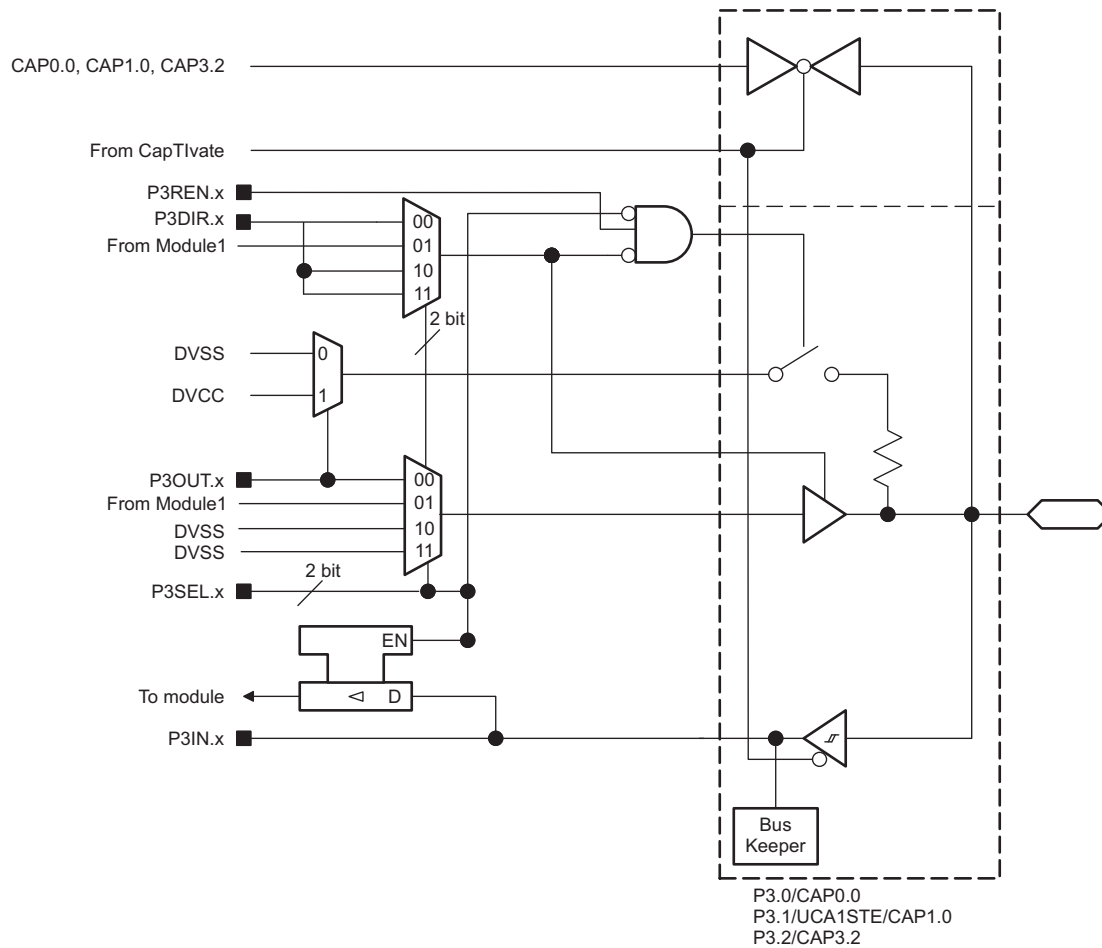 CAP0.0, CAP1.0, CAP3.2
From CapTIvate
P3REN.x
P3DIR.x
00
From Module1
01
10
11
2 bit
DVSS
0
DVCC
1
P3OUT.x
00
From Module1
01
DVSS
10
DVSS
11
2 bit
P3SEL.x
EN
To module
D
P3IN.x
Bus
Keeper
P3.0/CAP0.0
P3.1/UCA1STE/CAP1.0
P3.2/CAP3.2